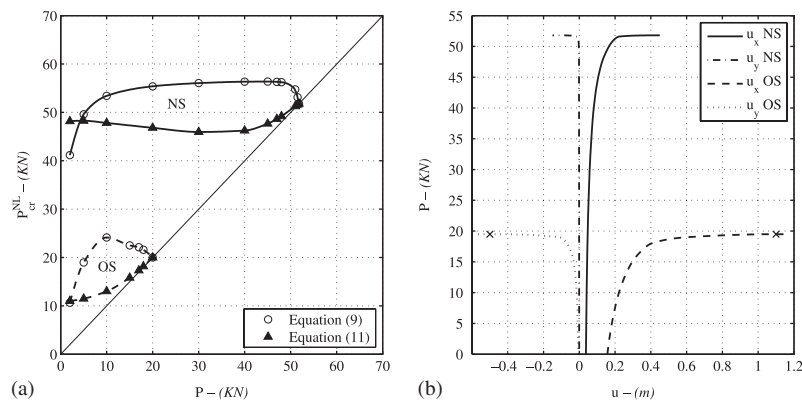 70
60
50
40
30
20
10
0
0 10 20 30 40 50 60 70
P_cr^NL – (KN)
P – (KN)
NS
OS
Equation (9)
Equation (11)
(a)
55
50
45
40
35
30
25
20
15
10
5
0
−0.4 −0.2 0 0.2 0.4 0.6 0.8 1 1.2
P – (KN)
u – (m)
u_x NS
u_y NS
u_x OS
u_y OS
(b)